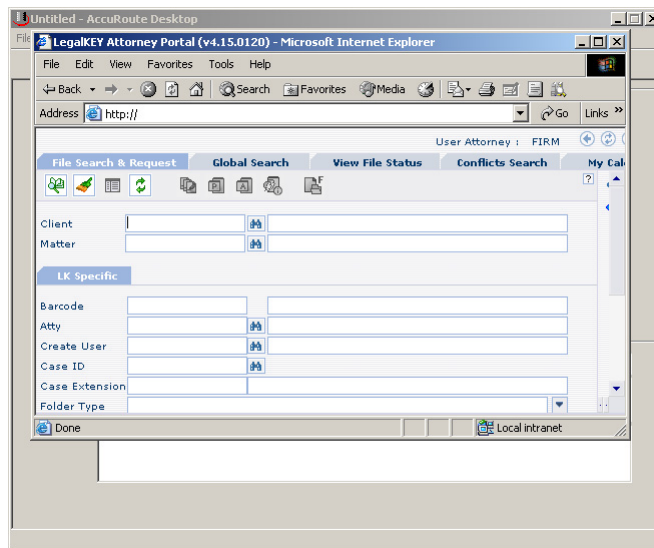 Untitled - AccuRoute Desktop
File
LegalKEY Attorney Portal (v4.15.0120) - Microsoft Internet Explorer
File Edit View Favorites Tools Help
Back Search Favorites Media
Address http:// Go Links »
User Attorney : FIRM
File Search & Request Global Search View File Status Conflicts Search My Cal
?
Client
Matter
LK Specific
Barcode
Atty
Create User
Case ID
Case Extension
Folder Type
Done Local intranet